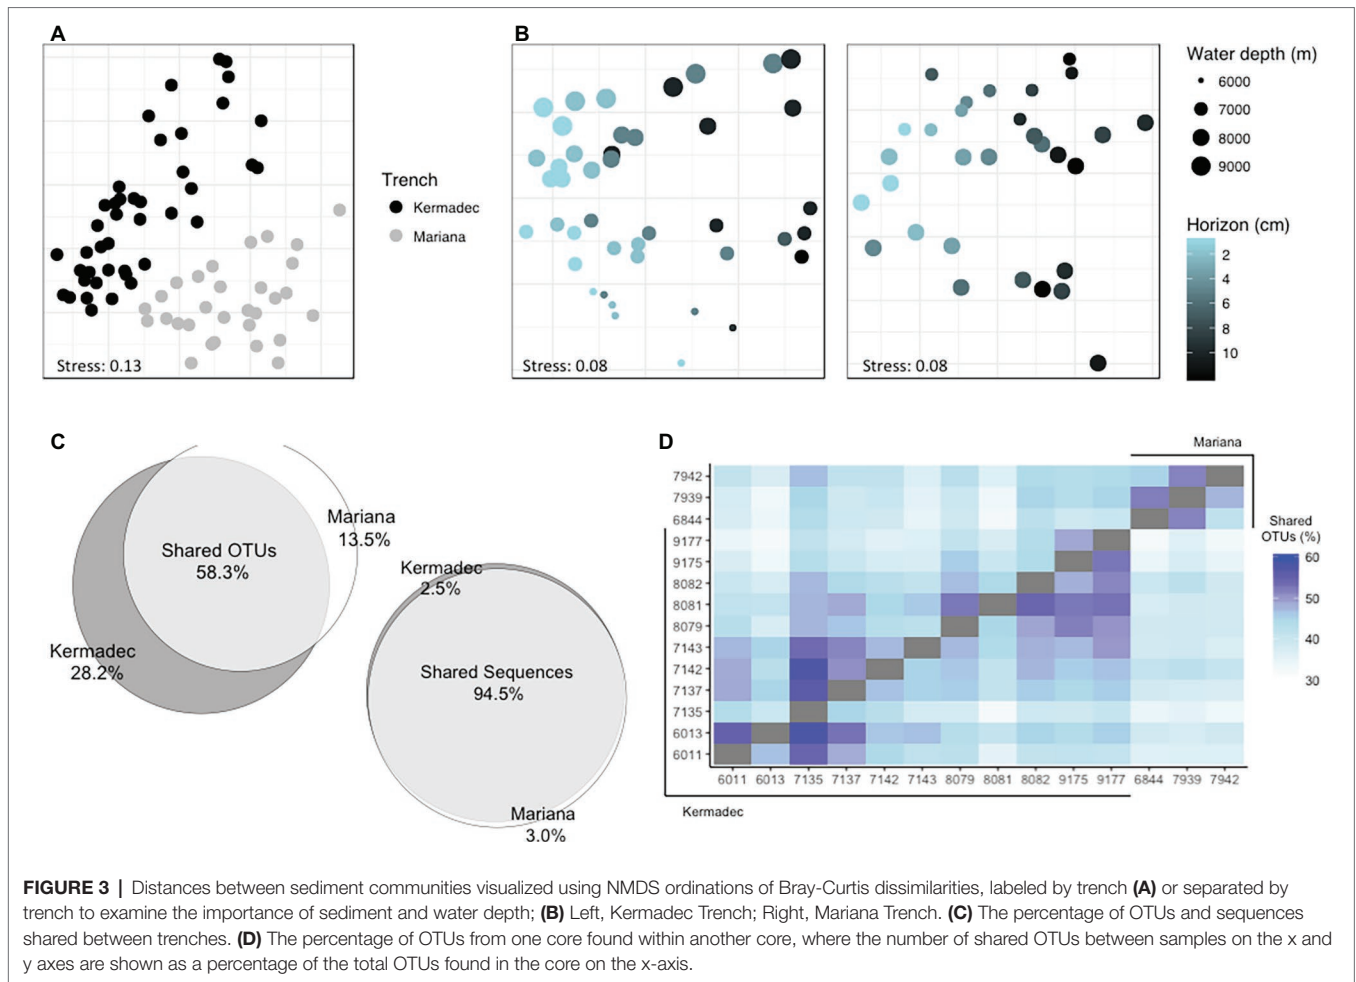 A
Stress: 0.13
Trench
Kermadec
Mariana
B
Stress: 0.08
Stress: 0.08
Water depth (m)
6000
7000
8000
9000
Horizon (cm)
2
4
6
8
10
C
Shared OTUs
58.3%
Mariana
13.5%
Kermadec
28.2%
Kermadec
2.5%
Shared Sequences
94.5%
Mariana
3.0%
D
Mariana
7942
7939
6844
9177
9175
8082
8081
8079
7143
7142
7137
7135
6013
6011
6011 6013 7135 7137 7142 7143 8079 8081 8082 9175 9177 6844 7939 7942
Kermadec
Shared
OTUs (%)
60
50
40
30
FIGURE 3 | Distances between sediment communities visualized using NMDS ordinations of Bray-Curtis dissimilarities, labeled by trench (A) or separated by
trench to examine the importance of sediment and water depth; (B) Left, Kermadec Trench; Right, Mariana Trench. (C) The percentage of OTUs and sequences
shared between trenches. (D) The percentage of OTUs from one core found within another core, where the number of shared OTUs between samples on the x and
y axes are shown as a percentage of the total OTUs found in the core on the x-axis.